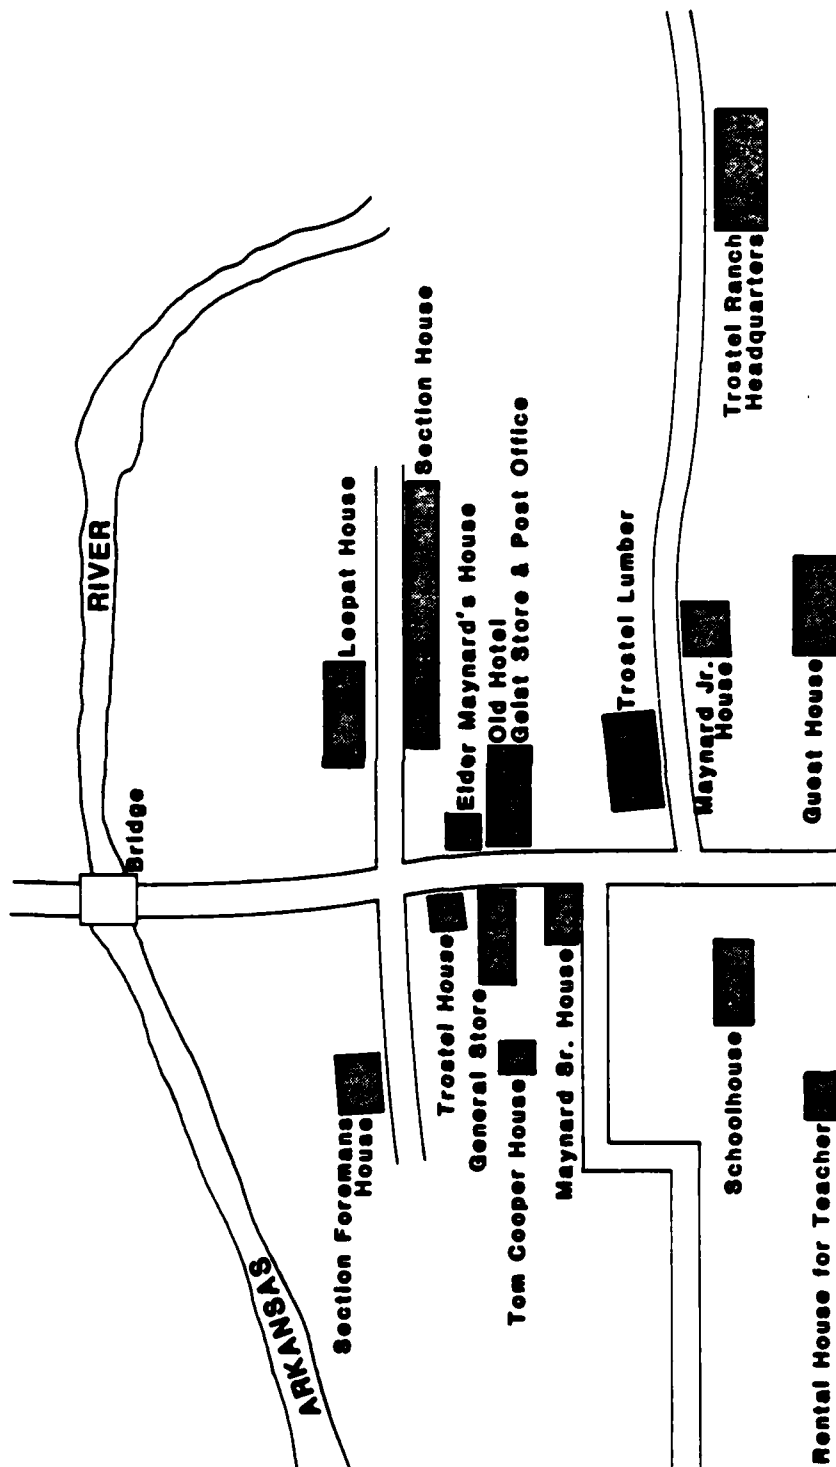 ARKANSAS
RIVER
Bridge
Section Foremans
House
Leepat House
Section House
Trostel House
Elder Maynard's House
General Store
Old Hotel
Geist Store & Post Office
Tom Cooper House
Maynard Sr. House
Trostel Lumber
Maynard Jr.
House
Trostel Ranch
Headquarters
Schoolhouse
Guest House
Rental House for Teacher